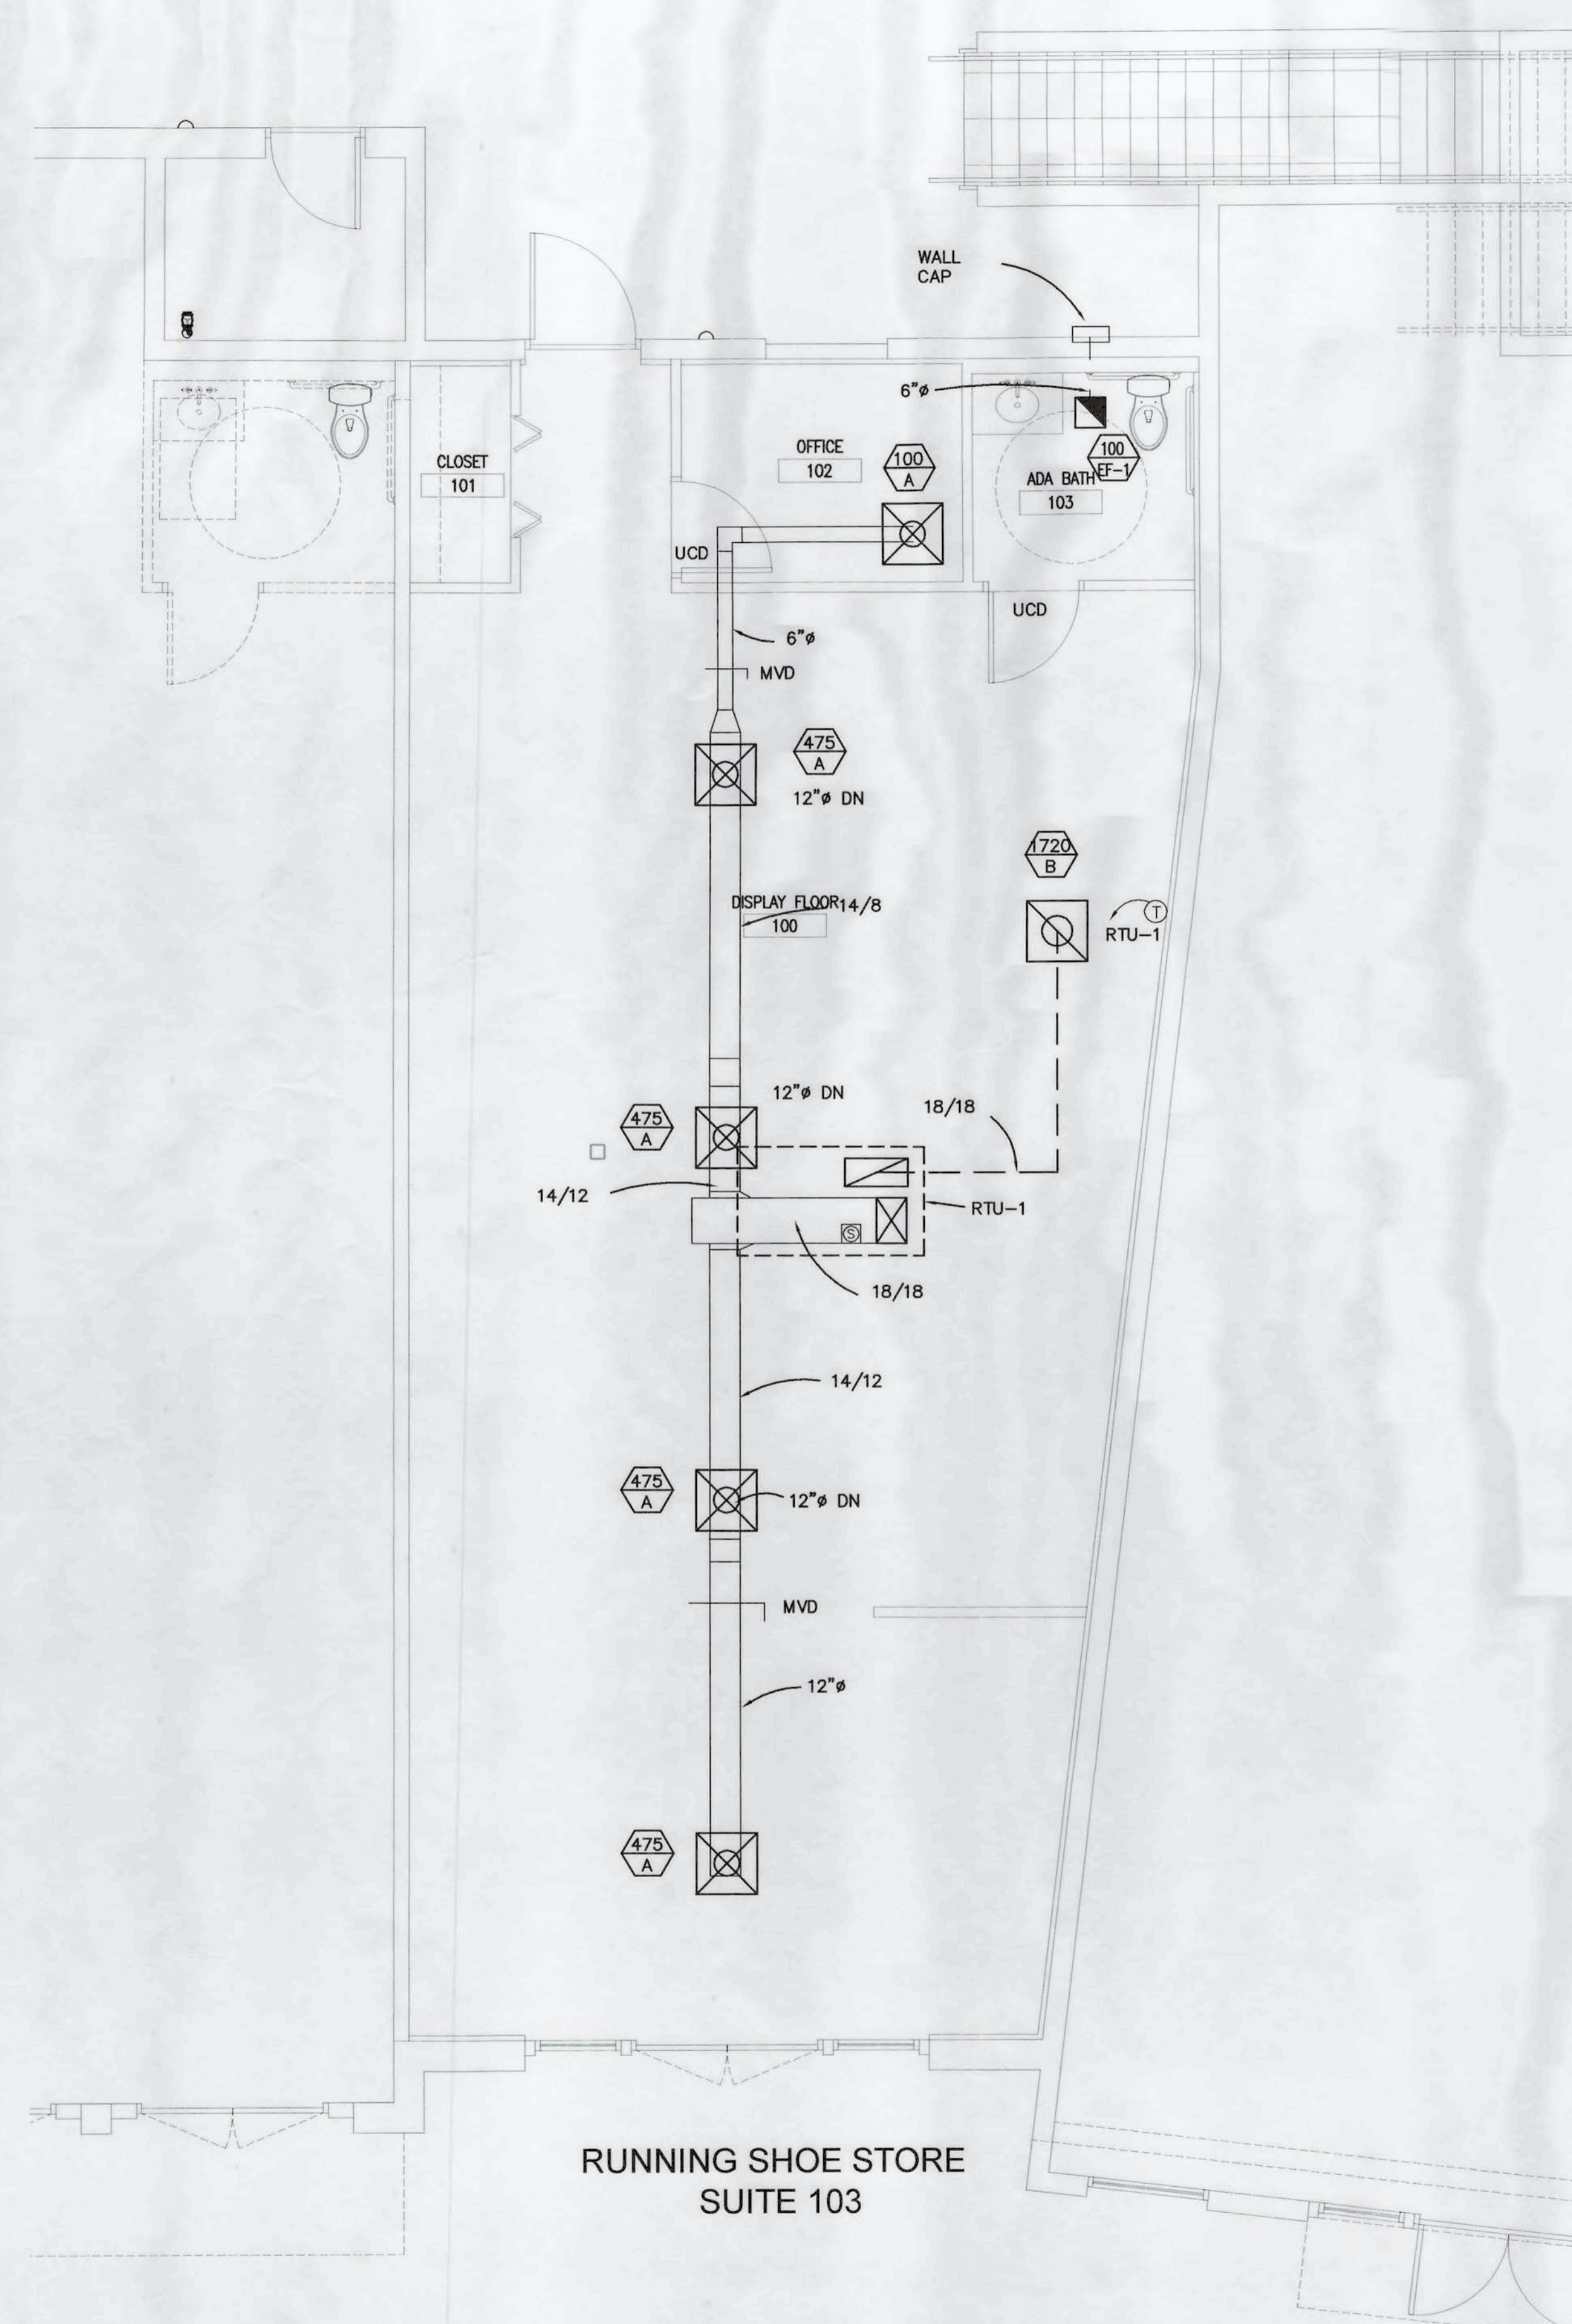 WALL
CAP
6"ø
OFFICE
102
100
A
100
EF-1
CLOSET
101
ADA BATH
103
UCD
UCD
6"ø
MVD
475
A
12"ø DN
1720
B
DISPLAY FLOOR
14/8
100
T
RTU-1
12"ø DN
475
A
18/18
14/12
RTU-1
S
18/18
14/12
475
A
12"ø DN
MVD
12"ø
475
A
RUNNING SHOE STORE
SUITE 103